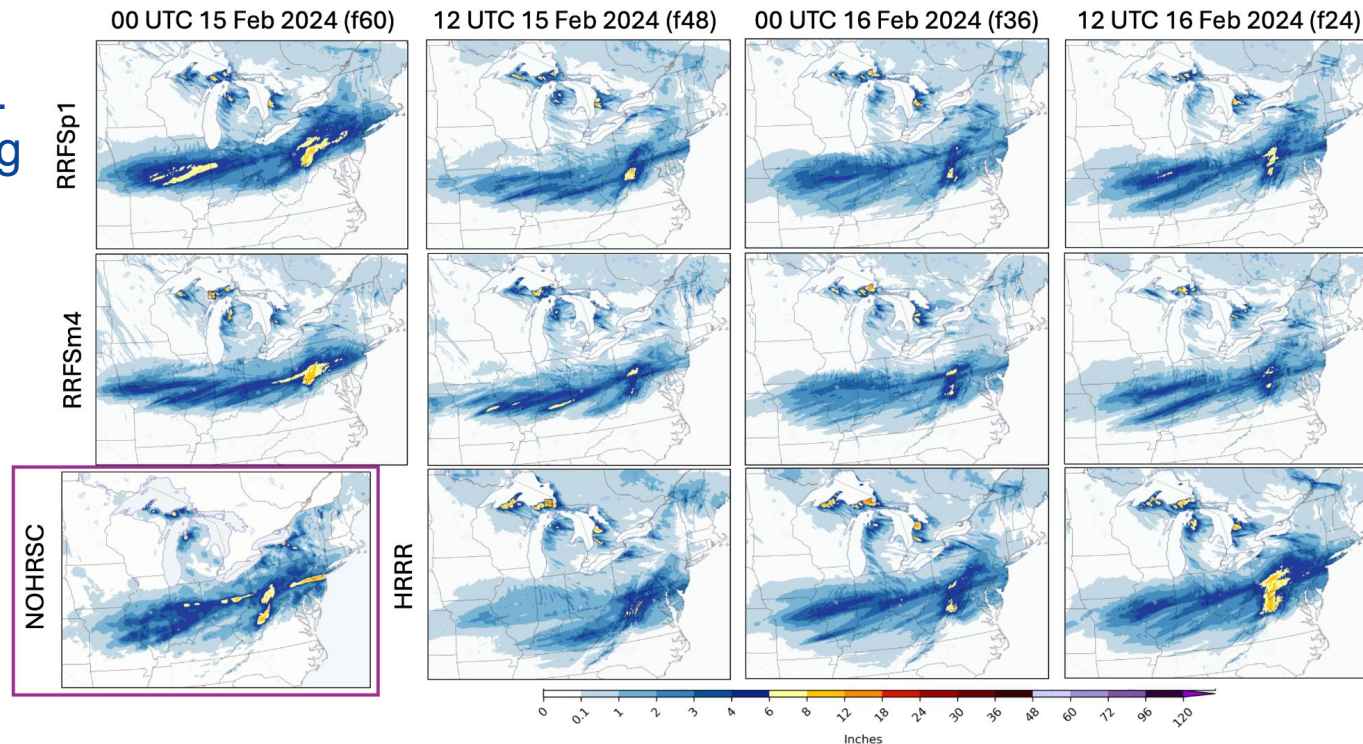 00 UTC 15 Feb 2024 (f60)
12 UTC 15 Feb 2024 (f48)
00 UTC 16 Feb 2024 (f36)
12 UTC 16 Feb 2024 (f24)
g
RRFSp1
RRFSm4
NOHRSC
HRRR
0 0.1 1 2 3 4 6 8 12 18 24 30 36 48 60 72 96 120
Inches